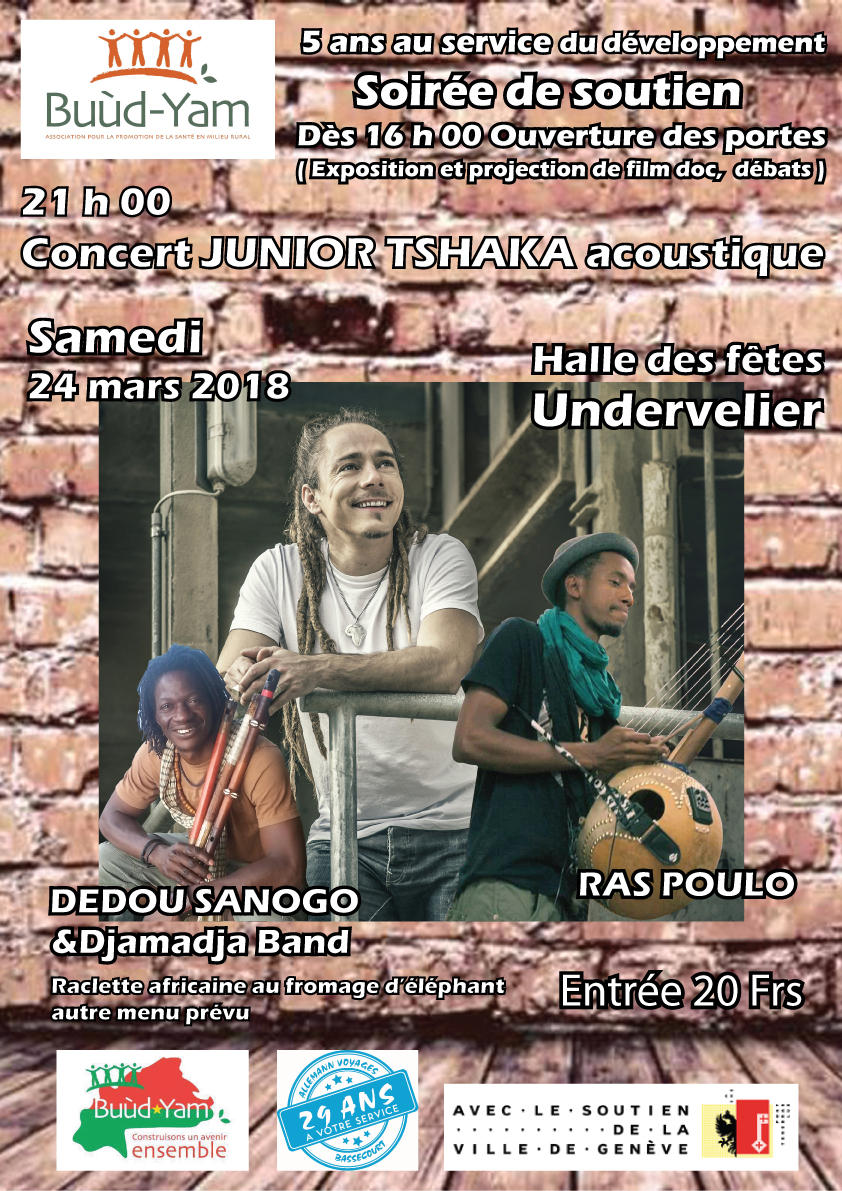 Buùd-Yam
ASSOCIATION POUR LA PROMOTION DE LA SANTÉ EN MILIEU RURAL
5 ans au service du développement
Soirée de soutien
Dès 16 h 00 Ouverture des portes
( Exposition et projection de film doc, débats )
21 h 00
Concert JUNIOR TSHAKA acoustique
Samedi
24 mars 2018
Halle des fêtes
Undervelier
DEDOU SANOGO
&Djamadja Band
RAS POULO
Raclette africaine au fromage d'éléphant
autre menu prévu
Entrée 20 Frs
Buùd★Yam
Construisons un avenir
ensemble
ALLEMANN VOYAGES
29 ANS
A VOTRE SERVICE
BASSECOURT
AVEC·LE·SOUTIEN
DE·LA
VILLE·DE·GENÈVE